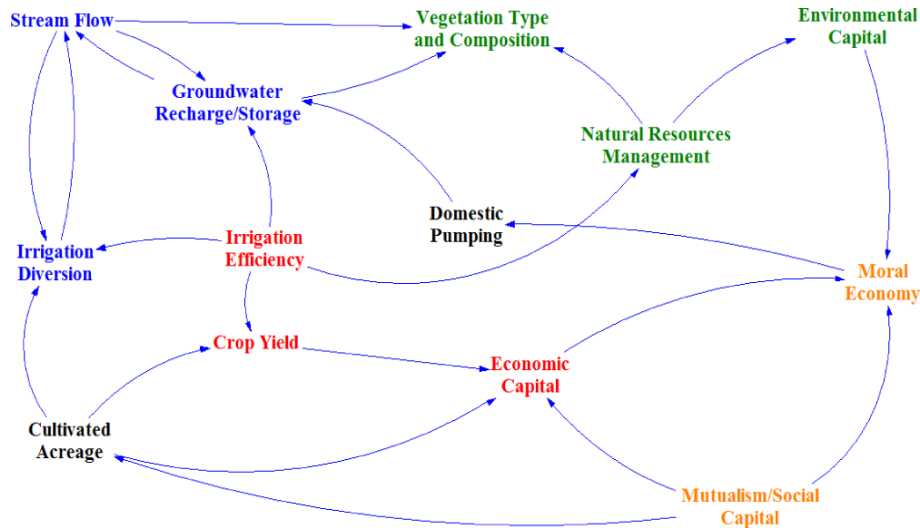 Stream Flow
Vegetation Type
and Composition
Environmental
Capital
Groundwater
Recharge/Storage
Natural Resources
Management
Domestic
Pumping
Irrigation
Diversion
Irrigation
Efficiency
Moral
Economy
Crop Yield
Economic
Capital
Cultivated
Acreage
Mutualism/Social
Capital